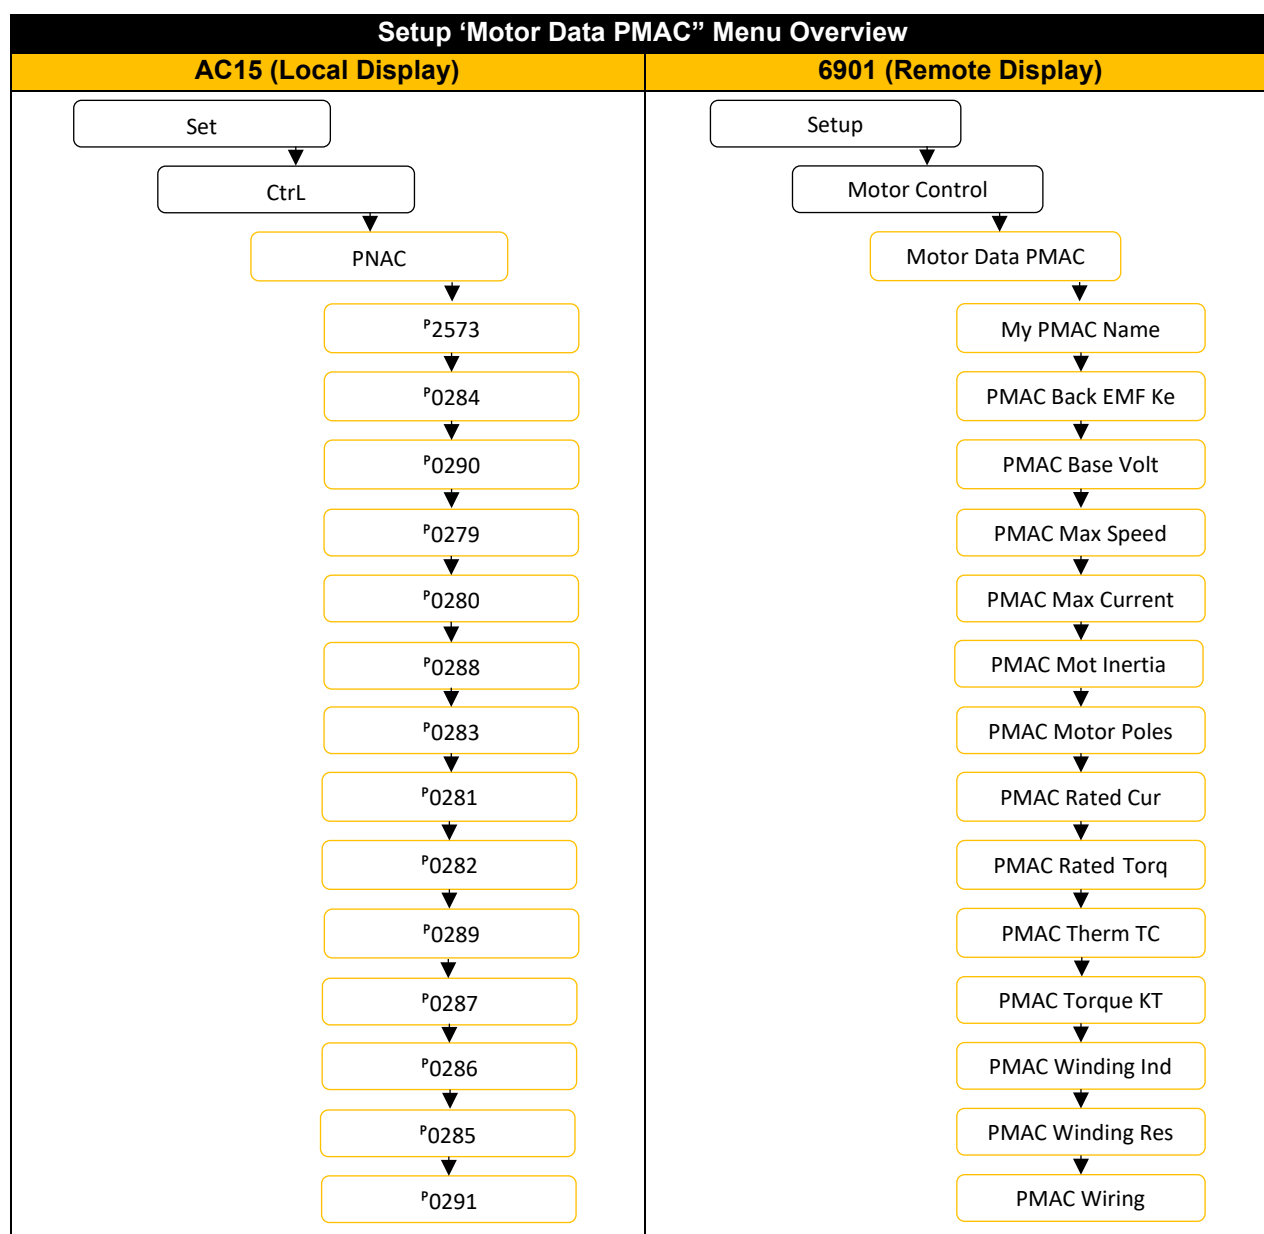 Setup ‘Motor Data PMAC” Menu Overview
AC15 (Local Display)
6901 (Remote Display)
Set
CtrL
PNAC
ᴾ2573
ᴾ0284
ᴾ0290
ᴾ0279
ᴾ0280
ᴾ0288
ᴾ0283
ᴾ0281
ᴾ0282
ᴾ0289
ᴾ0287
ᴾ0286
ᴾ0285
ᴾ0291
Setup
Motor Control
Motor Data PMAC
My PMAC Name
PMAC Back EMF Ke
PMAC Base Volt
PMAC Max Speed
PMAC Max Current
PMAC Mot Inertia
PMAC Motor Poles
PMAC Rated Cur
PMAC Rated Torq
PMAC Therm TC
PMAC Torque KT
PMAC Winding Ind
PMAC Winding Res
PMAC Wiring